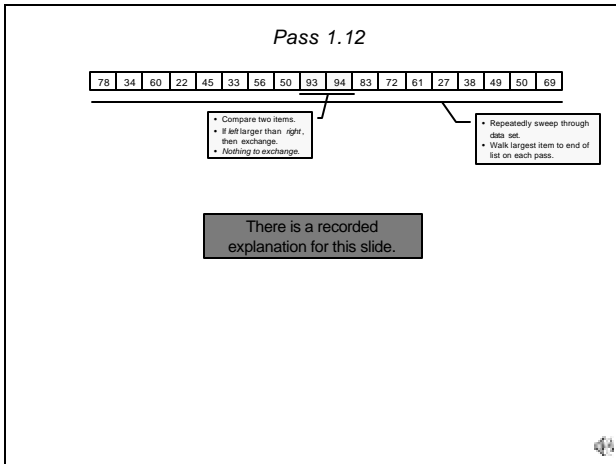 Pass 1.12
78 34 60 22 45 33 56 50 93 94 83 72 61 27 38 49 50 69
• Compare two items.
• If left larger than right,
then exchange.
• Nothing to exchange.
• Repeatedly sweep through
data set.
• Walk largest item to end of
list on each pass.
There is a recorded
explanation for this slide.